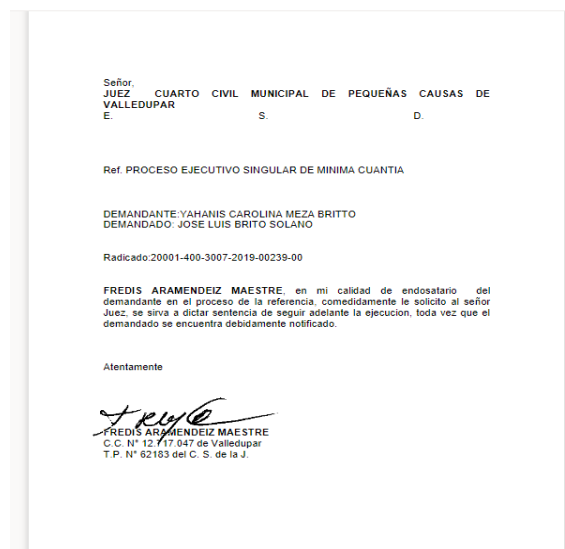 Señor,
JUEZ CUARTO CIVIL MUNICIPAL DE PEQUEÑAS CAUSAS DE
VALLEDUPAR
E. S. D.
Ref. PROCESO EJECUTIVO SINGULAR DE MINIMA CUANTIA
DEMANDANTE:YAHANIS CAROLINA MEZA BRITTO
DEMANDADO: JOSE LUIS BRITO SOLANO
Radicado:20001-400-3007-2019-00239-00
FREDIS ARAMENDEIZ MAESTRE, en mi calidad de endosatario del
demandante en el proceso de la referencia, comedidamente le solicito al señor
Juez, se sirva a dictar sentencia de seguir adelante la ejecucion, toda vez que el
demandado se encuentra debidamente notificado.
Atentamente
FREDIS ARAMENDEIZ MAESTRE
C.C. N° 12.717.047 de Valledupar
T.P. N° 62183 del C. S. de la J.